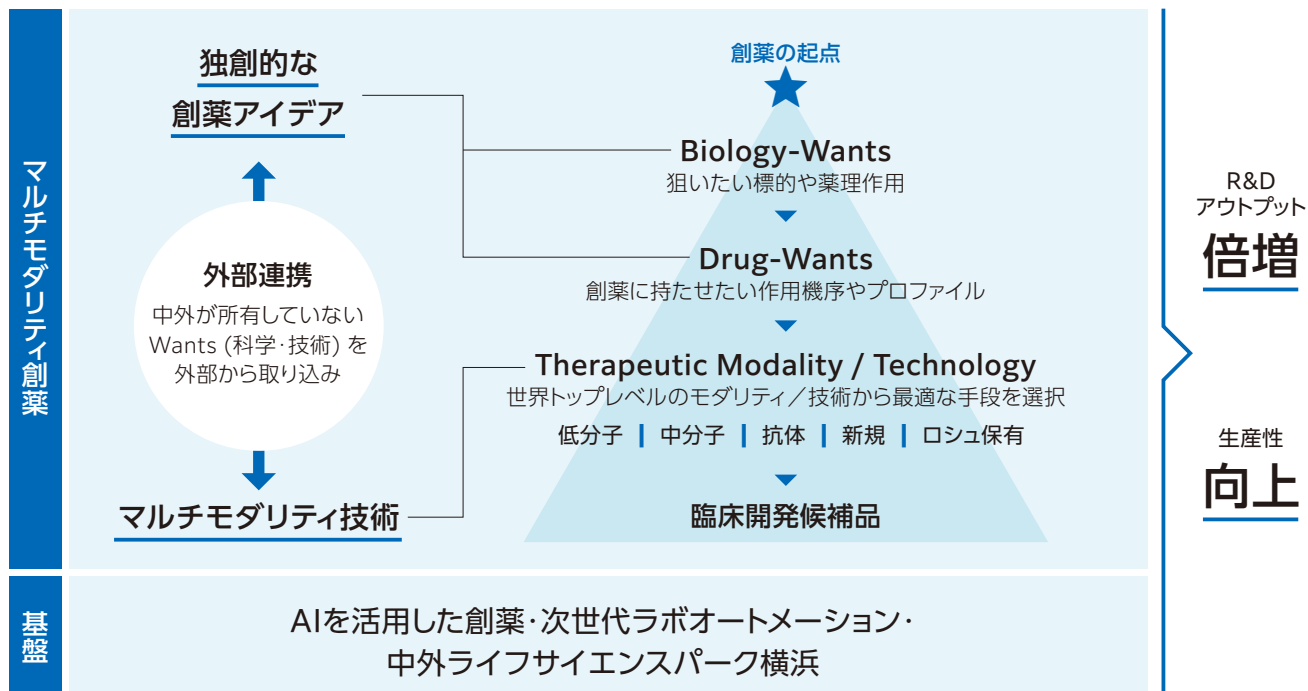 マルチモダリティ創薬
独創的な
創薬アイデア
外部連携
中外が所有していない
Wants (科学・技術) を
外部から取り込み
マルチモダリティ技術
創薬の起点
Biology-Wants
狙いたい標的や薬理作用
Drug-Wants
創薬に持たせたい作用機序やプロファイル
Therapeutic Modality / Technology
世界トップレベルのモダリティ／技術から最適な手段を選択
低分子 | 中分子 | 抗体 | 新規 | ロシュ保有
臨床開発候補品
基盤
AIを活用した創薬・次世代ラボオートメーション・
中外ライフサイエンスパーク横浜
R&D
アウトプット
倍増
生産性
向上